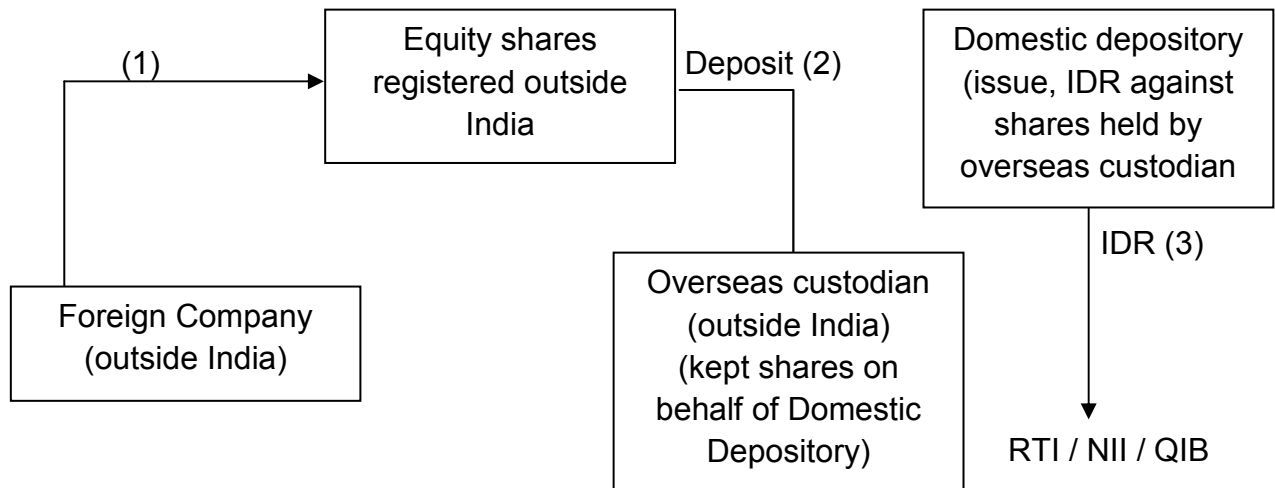 (1)
Equity shares
registered outside
India
Deposit (2)
Domestic depository
(issue, IDR against
shares held by
overseas custodian
IDR (3)
Foreign Company
(outside India)
Overseas custodian
(outside India)
(kept shares on
behalf of Domestic
Depository)
RTI / NII / QIB